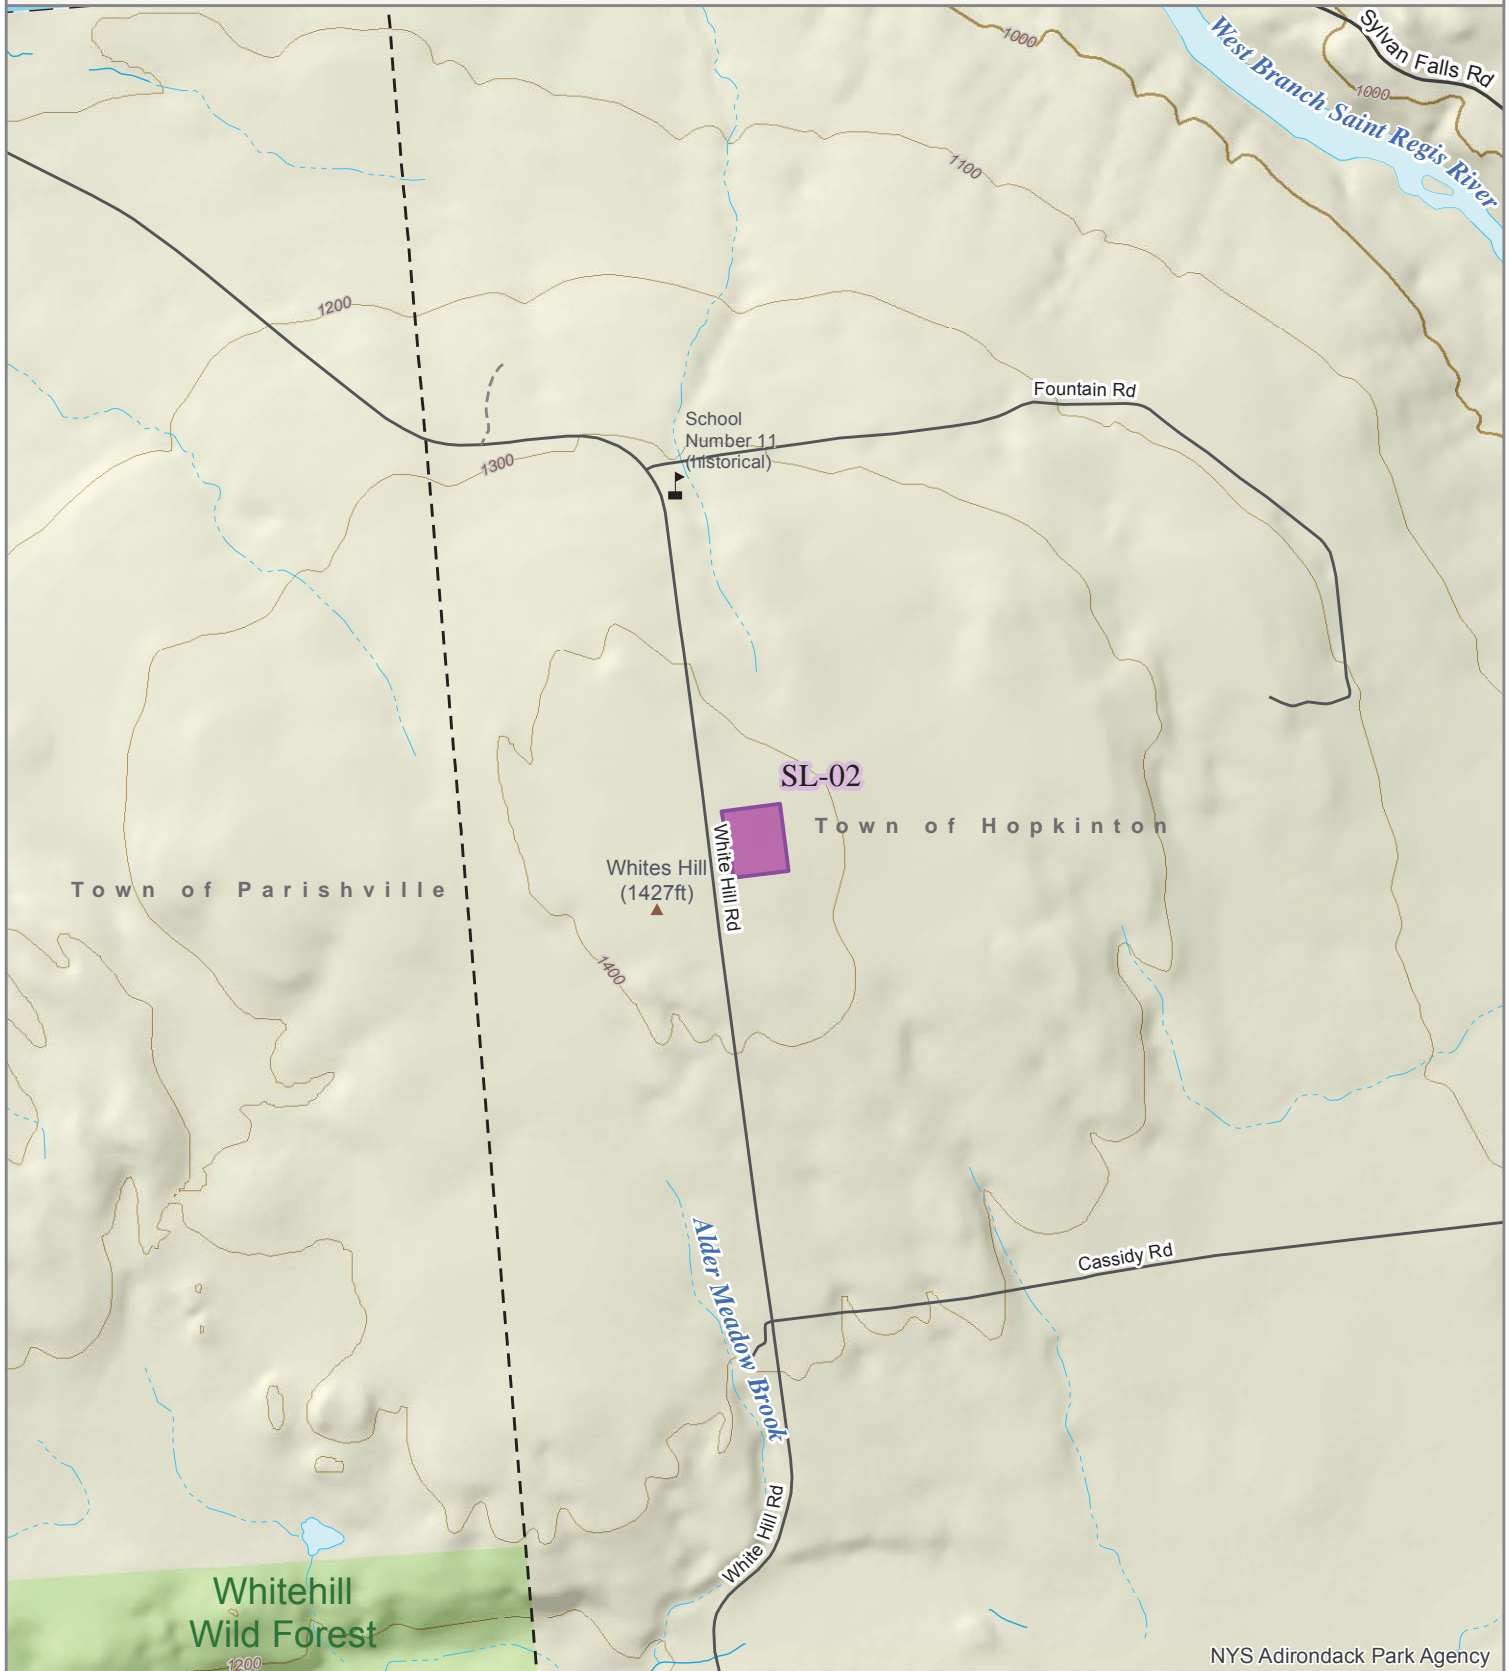 Sylvan Falls Rd
1000
West Branch Saint Regis River
1000
1100
1200
Fountain Rd
School
Number 11
(historical)
1300
SL-02
Town of Hopkinton
White Hill Rd
Whites Hill
(1427ft)
Town of Parishville
1400
Alder Meadow Brook
Cassidy Rd
White Hill Rd
Whitehill
Wild Forest
1200
NYS Adirondack Park Agency